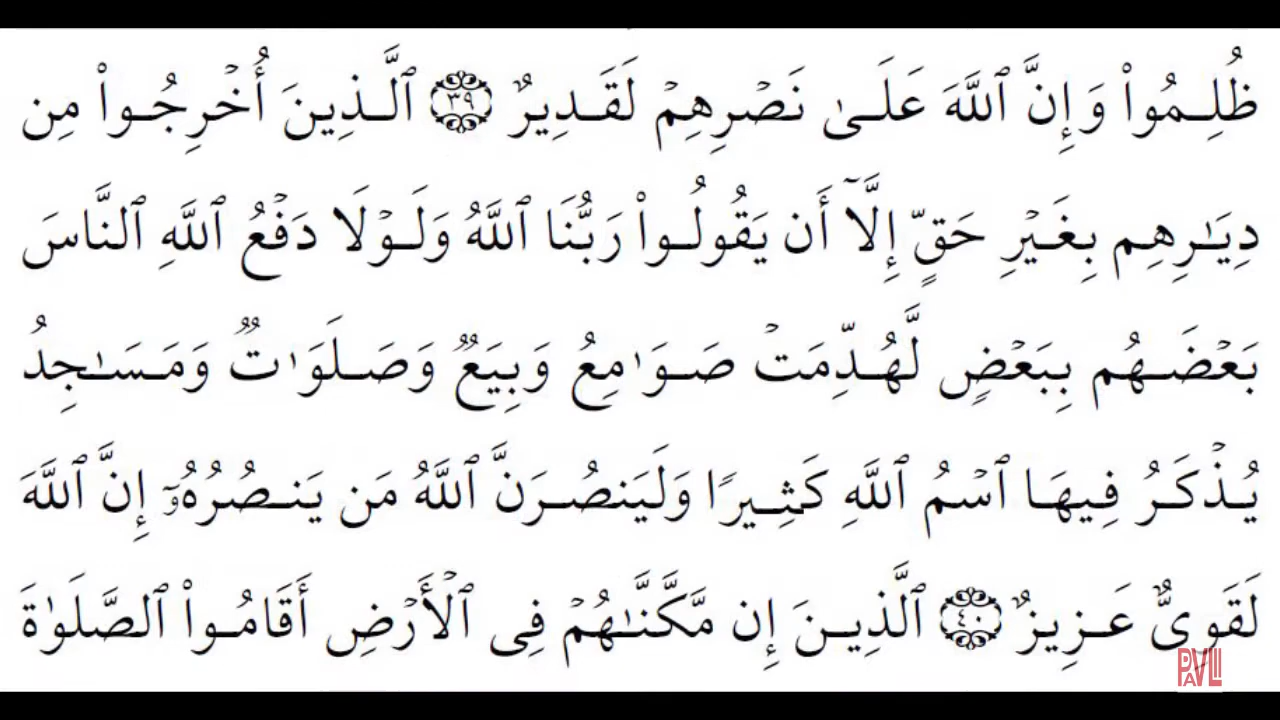 ظُلِمُوا۟ وَإِنَّ ٱللَّهَ عَلَىٰ نَصْرِهِمْ لَقَدِيرٌ ۝٣٩ ٱلَّذِينَ أُخْرِجُوا۟ مِن
دِيَـٰرِهِم بِغَيْرِ حَقٍّ إِلَّآ أَن يَقُولُوا۟ رَبُّنَا ٱللَّهُ وَلَوْلَا دَفْعُ ٱللَّهِ ٱلنَّاسَ
بَعْضَهُم بِبَعْضٍ لَّهُدِّمَتْ صَوَٰمِعُ وَبِيَعٌ وَصَلَوَٰتٌ وَمَسَـٰجِدُ
يُذْكَرُ فِيهَا ٱسْمُ ٱللَّهِ كَثِيرًا وَلَيَنصُرَنَّ ٱللَّهُ مَن يَنصُرُهُۥٓ إِنَّ ٱللَّهَ
لَقَوِىٌّ عَزِيزٌ ۝٤٠ ٱلَّذِينَ إِن مَّكَّنَّـٰهُمْ فِى ٱلْأَرْضِ أَقَامُوا۟ ٱلصَّلَوٰةَ